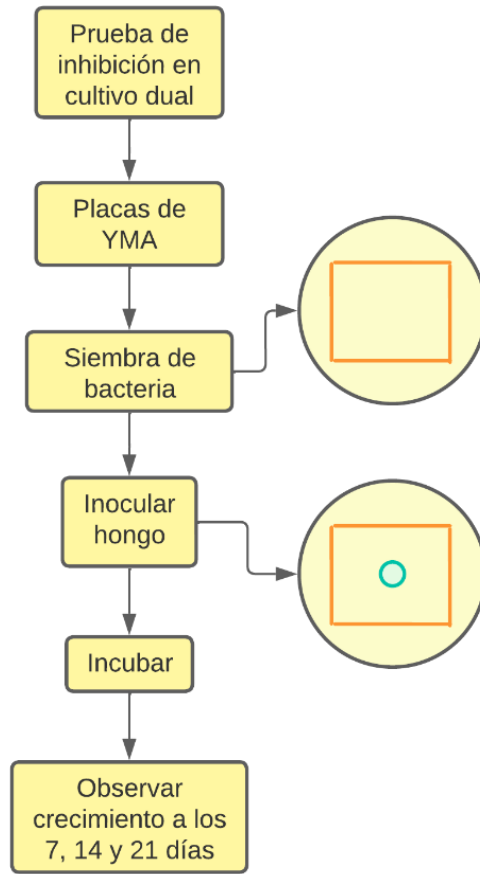 Prueba de
inhibición en
cultivo dual
Placas de
YMA
Siembra de
bacteria
Inocular
hongo
Incubar
Observar
crecimiento a los
7, 14 y 21 días